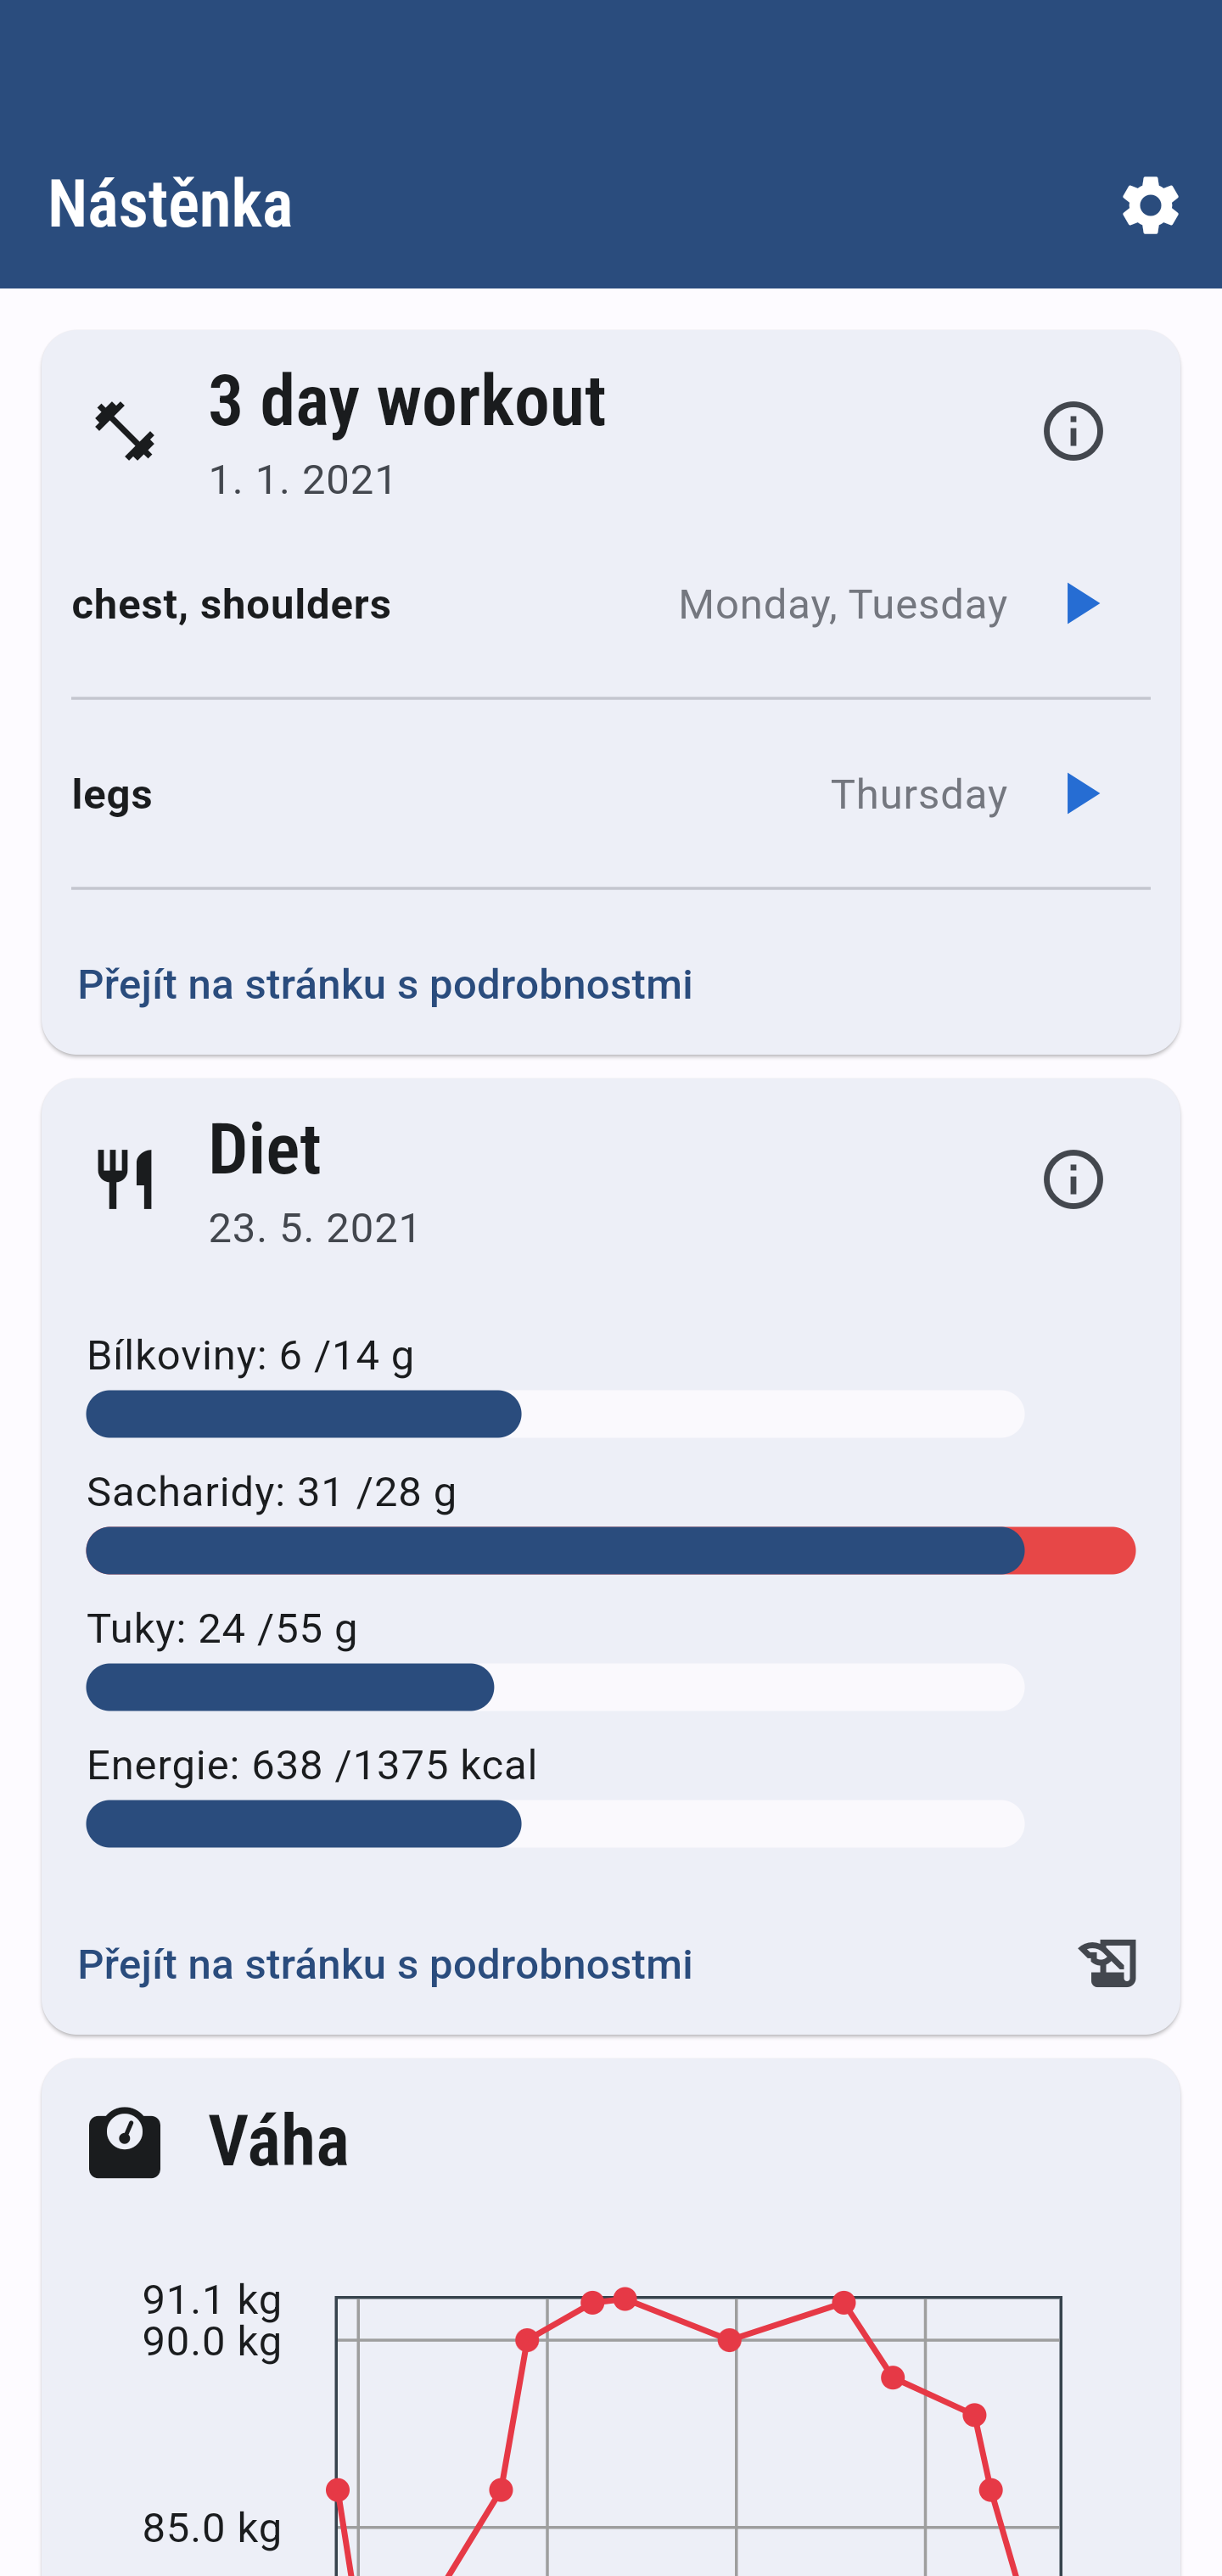 Nástěnka
3 day workout
1. 1. 2021
chest, shoulders Monday, Tuesday
legs Thursday
Přejít na stránku s podrobnostmi
Diet
23. 5. 2021
Bílkoviny: 6 /14 g
Sacharidy: 31 /28 g
Tuky: 24 /55 g
Energie: 638 /1375 kcal
Přejít na stránku s podrobnostmi
Váha
91.1 kg
90.0 kg
85.0 kg